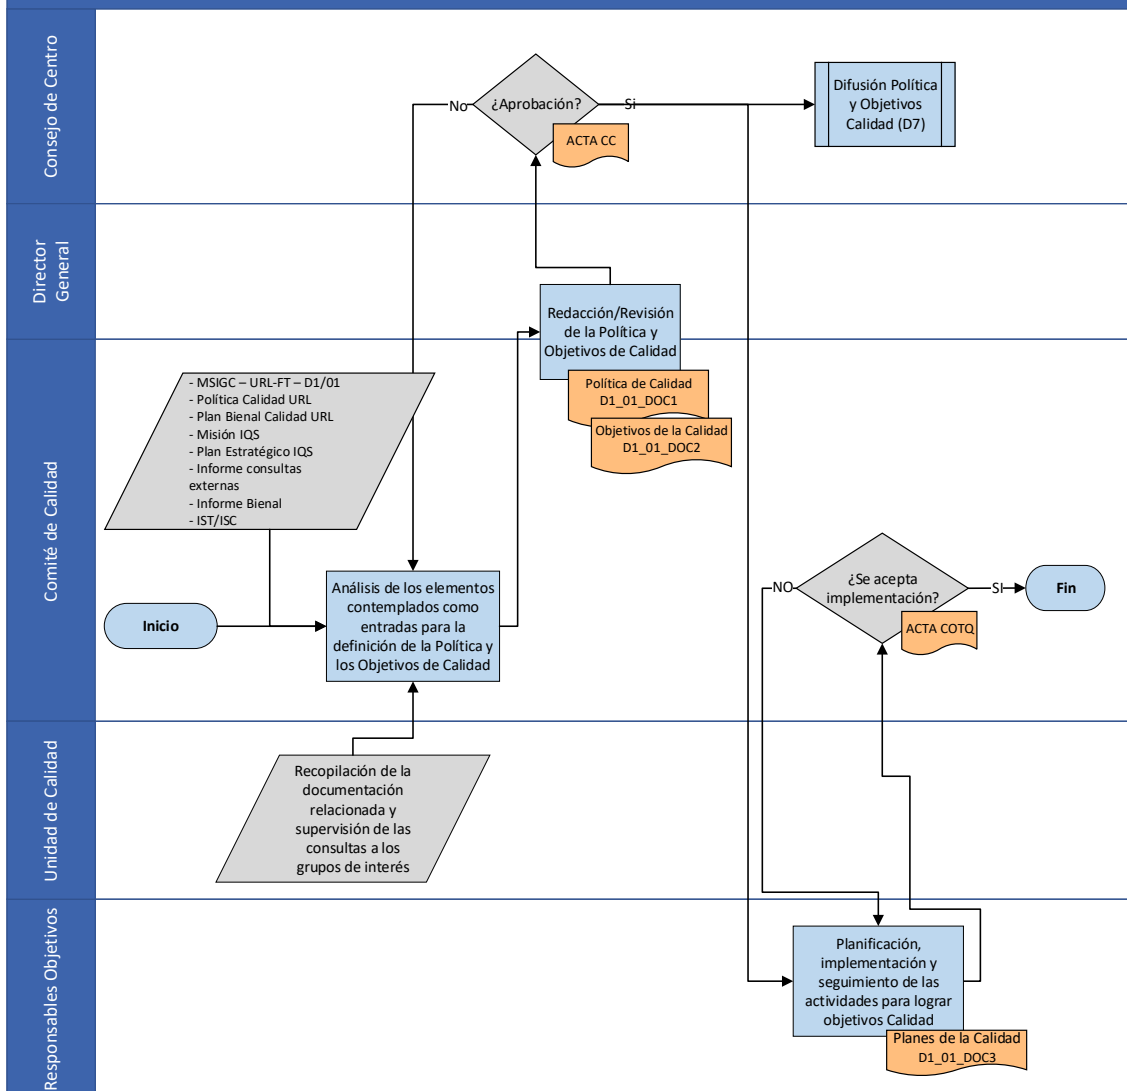 Consejo de Centro
No
¿Aprobación?
Si
ACTA CC
Difusión Política
y Objetivos
Calidad (D7)
Director
General
Redacción/Revisión
de la Política y
Objetivos de Calidad
Política de Calidad
D1_01_DOC1
Objetivos de la Calidad
D1_01_DOC2
Comité de Calidad
- MSIGC – URL-FT – D1/01
- Política Calidad URL
- Plan Bienal Calidad URL
- Misión IQS
- Plan Estratégico IQS
- Informe consultas
externas
- Informe Bienal
- IST/ISC
Inicio
Análisis de los elementos
contemplados como
entradas para la
definición de la Política y
los Objetivos de Calidad
NO
¿Se acepta
implementación?
SI
Fin
ACTA COTQ
Unidad de Calidad
Recopilación de la
documentación
relacionada y
supervisión de las
consultas a los
grupos de interés
Responsables Objetivos
Planificación,
implementación y
seguimiento de las
actividades para lograr
objetivos Calidad
Planes de la Calidad
D1_01_DOC3